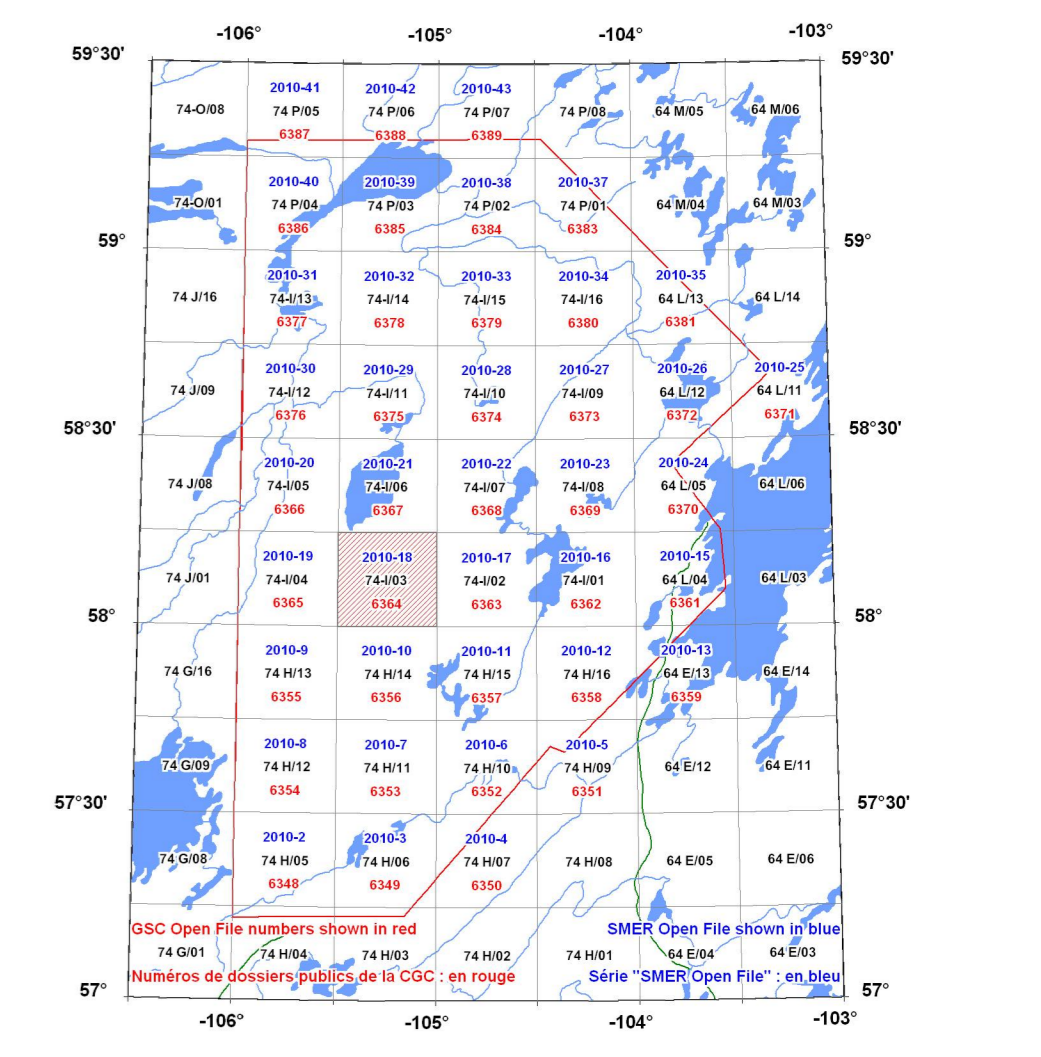 -106° -105° -104° -103°
59°30' 59°30'
2010-41 2010-42 2010-43
74-O/08 74 P/05 74 P/06 74 P/07 74 P/08 64 M/05 64 M/06
6387 6388 6389
2010-40 2010-39 2010-38 2010-37
74-O/01 74 P/04 74 P/03 74 P/02 74 P/01 64 M/04 64 M/03
6386 6385 6384 6383
59° 59°
2010-31 2010-32 2010-33 2010-34 2010-35
74 J/16 74-I/13 74-I/14 74-I/15 74-I/16 64 L/13 64 L/14
6377 6378 6379 6380 6381
2010-30 2010-29 2010-28 2010-27 2010-26 2010-25
74 J/09 74-I/12 74-I/11 74-I/10 74-I/09 64 L/12 64 L/11
6376 6375 6374 6373 6372 6371
58°30' 58°30'
2010-20 2010-21 2010-22 2010-23 2010-24
74 J/08 74-I/05 74-I/06 74-I/07 74-I/08 64 L/05 64 L/06
6366 6367 6368 6369 6370
2010-19 2010-18 2010-17 2010-16 2010-15
74 J/01 74-I/04 74-I/03 74-I/02 74-I/01 64 L/04 64 L/03
6365 6364 6363 6362 6361
58° 58°
2010-9 2010-10 2010-11 2010-12 2010-13
74 G/16 74 H/13 74 H/14 74 H/15 74 H/16 64 E/13 64 E/14
6355 6356 6357 6358 6359
2010-8 2010-7 2010-6 2010-5
74 G/09 74 H/12 74 H/11 74 H/10 74 H/09 64 E/12 64 E/11
6354 6353 6352 6351
57°30' 57°30'
2010-2 2010-3 2010-4
74 G/08 74 H/05 74 H/06 74 H/07 74 H/08 64 E/05 64 E/06
6348 6349 6350
GSC Open File numbers shown in red SMER Open File shown in blue
74 G/01 74 H/04 74 H/03 74 H/02 74 H/01 64 E/04 64 E/03
Numéros de dossiers publics de la CGC : en rouge Série "SMER Open File" : en bleu
57° 57°
-106° -105° -104° -103°